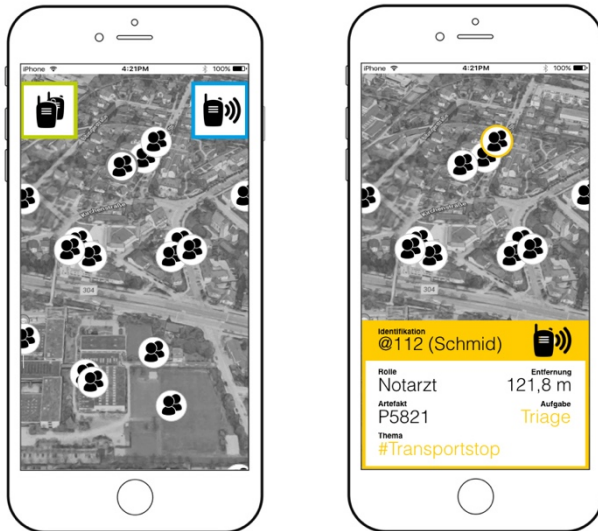 iPhone 4:21PM 100%
304
iPhone 4:21PM 100%
304
Identifikation
@112 (Schmid)
Rolle Entfernung
Notarzt 121,8 m
Artefakt Aufgabe
P5821 Triage
Thema
#Transportstop